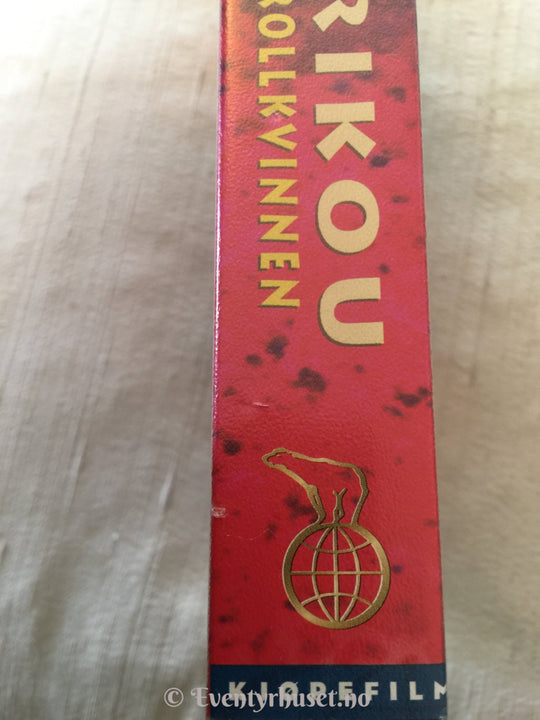 RIKOU
ROLLKVINNEN
KJØPEFILM
© Eventyrhuset.no